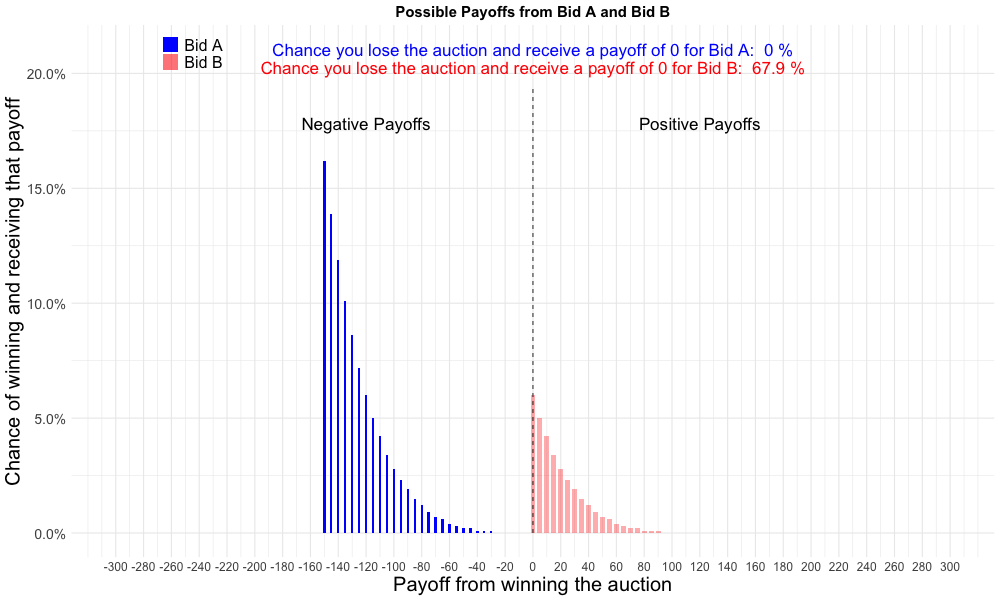 Possible Payoffs from Bid A and Bid B
Bid A
Bid B
Chance you lose the auction and receive a payoff of 0 for Bid A:  0 %
Chance you lose the auction and receive a payoff of 0 for Bid B:  67.9 %
Negative Payoffs
Positive Payoffs
Chance of winning and receiving that payoff
20.0%
15.0%
10.0%
5.0%
0.0%
-300 -280 -260 -240 -220 -200 -180 -160 -140 -120 -100 -80 -60 -40 -20 0 20 40 60 80 100 120 140 160 180 200 220 240 260 280 300
Payoff from winning the auction